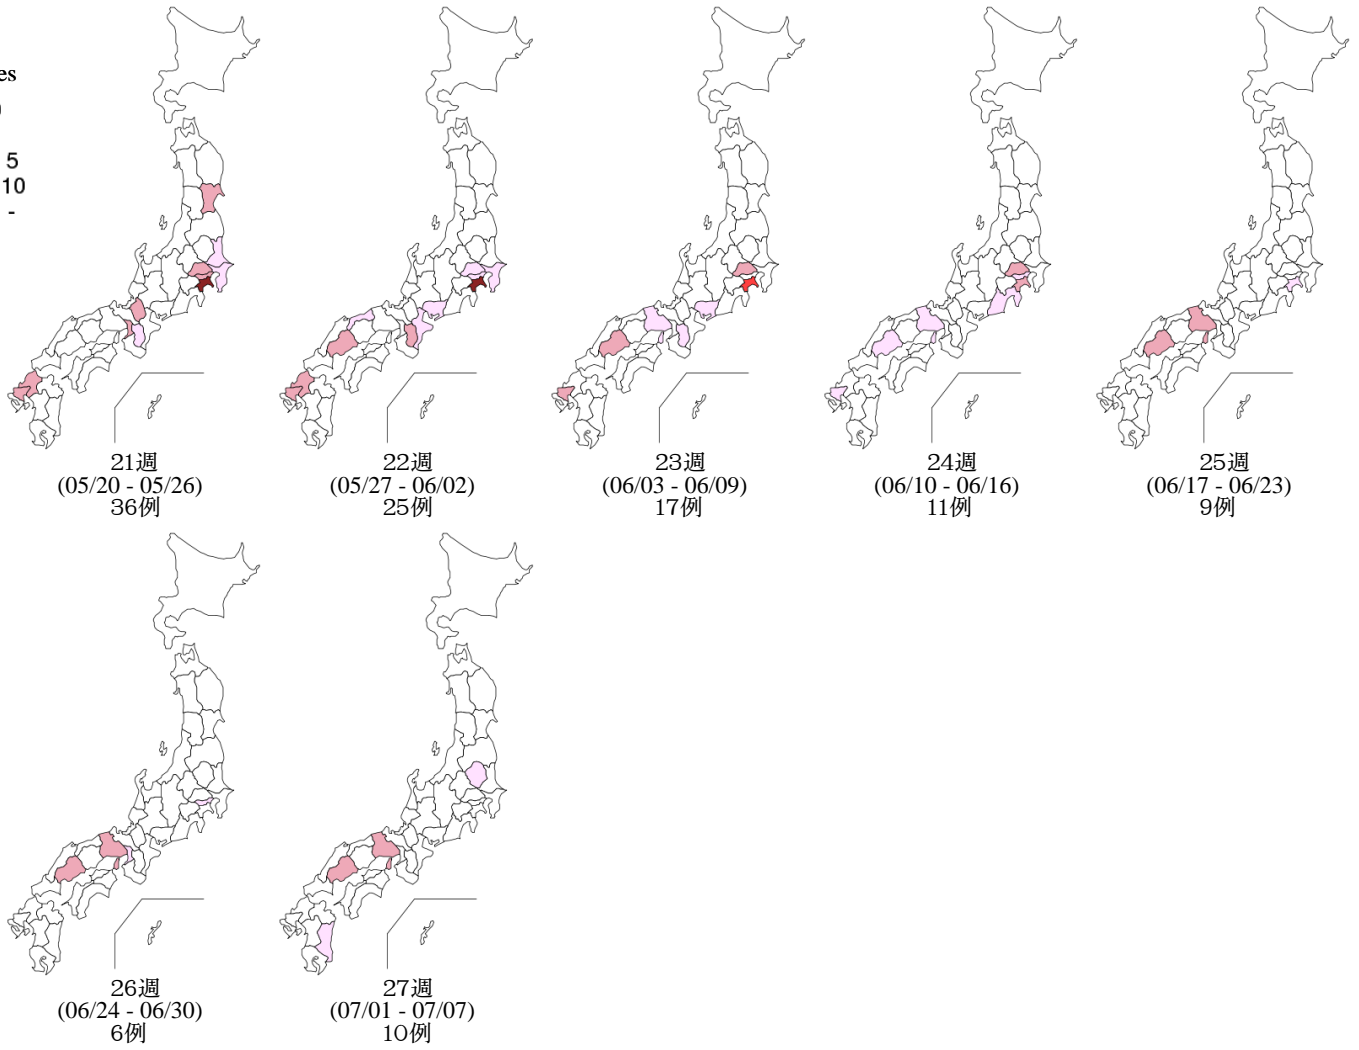 es
5
10
-
21週
(05/20 - 05/26)
36例
22週
(05/27 - 06/02)
25例
23週
(06/03 - 06/09)
17例
24週
(06/10 - 06/16)
11例
25週
(06/17 - 06/23)
9例
26週
(06/24 - 06/30)
6例
27週
(07/01 - 07/07)
10例